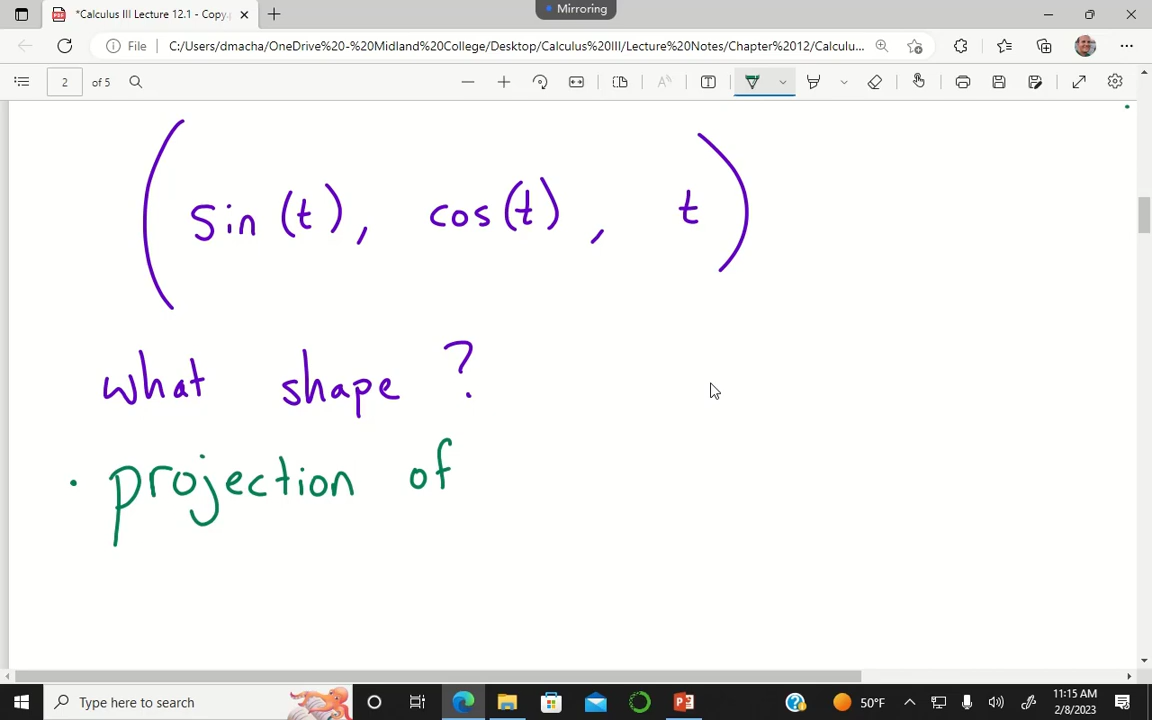 Mirroring
*Calculus III Lecture 12.1 - Copy.
File C:/Users/dmacha/OneDrive%20-%20Midland%20College/Desktop/Calculus%20III/Lecture%20Notes/Chapter%2012/Calculu...
2 of 5
( sin (t), cos (t), t )
what shape ?
· projection of
Type here to search
50°F
11:15 AM
2/8/2023